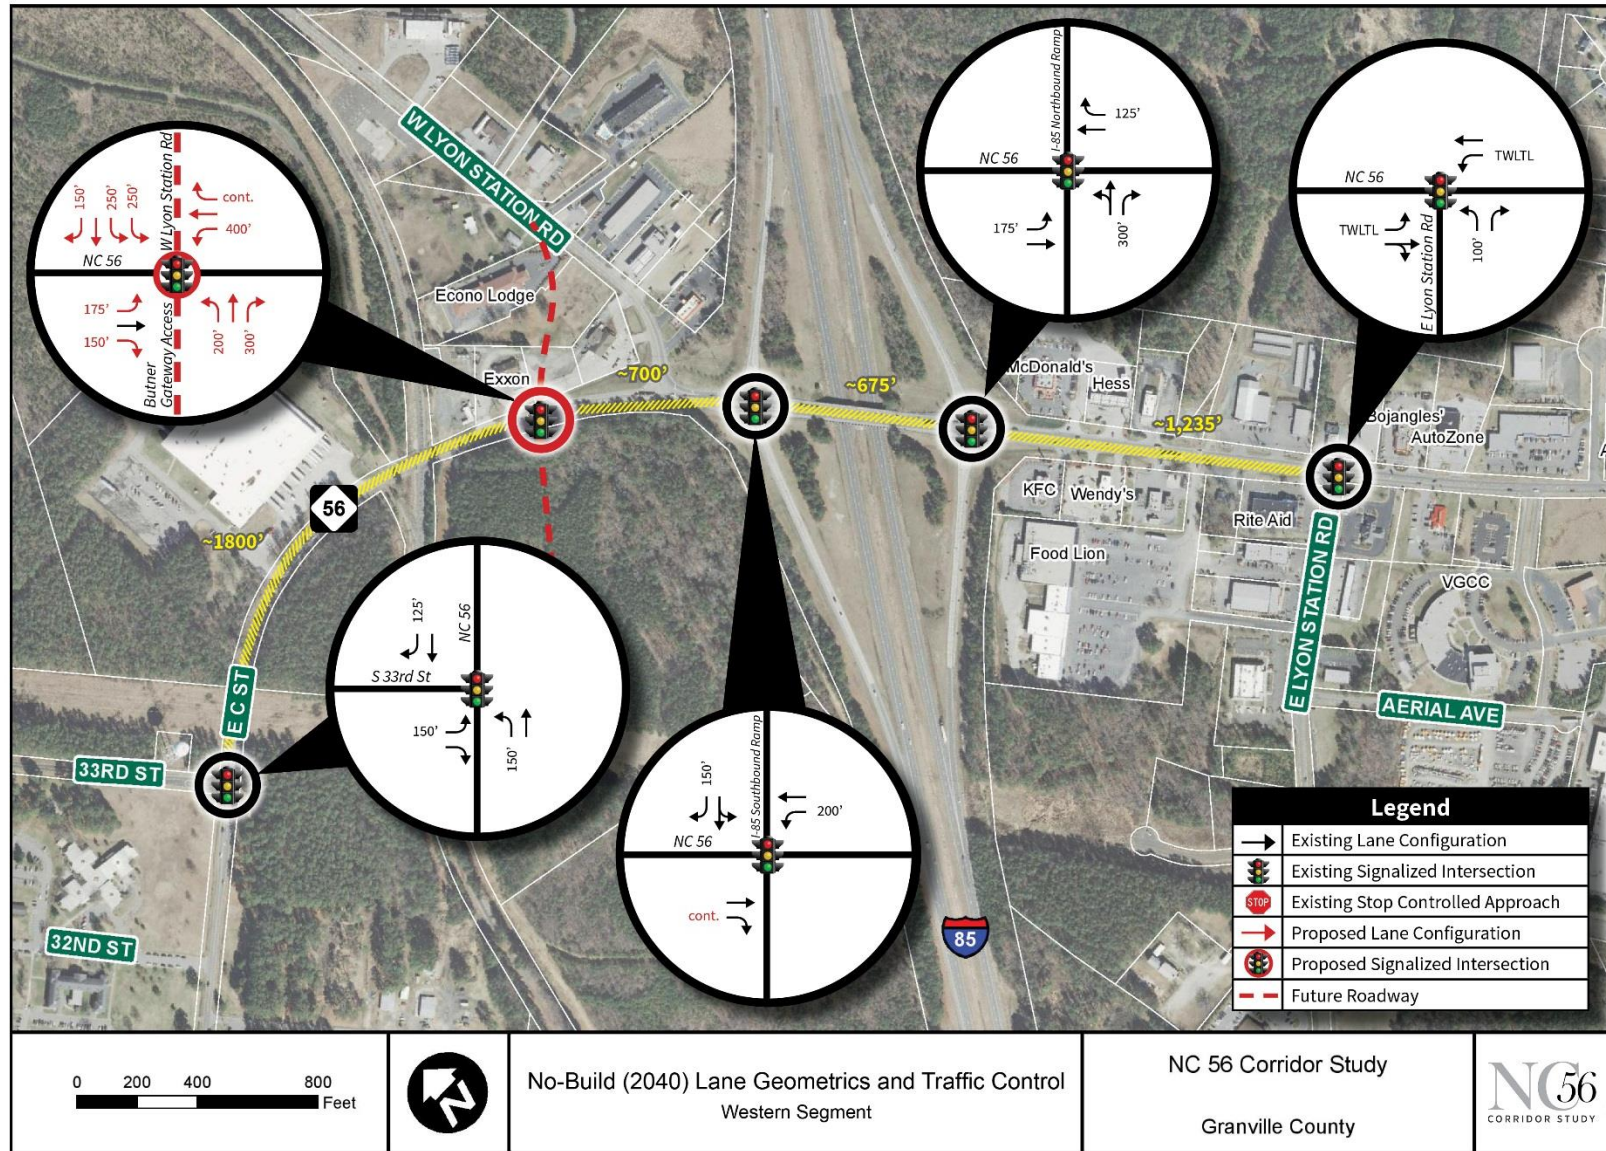 W LYON STATION RD
Econo Lodge
Exxon
~700'
~675'
McDonald's
Hess
~1,235'
Bojangles'
AutoZone
A
KFC
Wendy's
Food Lion
Rite Aid
VGCC
E LYON STATION RD
AERIAL AVE
56
~1800'
E C ST
33RD ST
32ND ST
85
150'
250'
250'
W Lyon Station Rd
cont.
400'
NC 56
175'
150'
Butner
Gateway Access
200'
300'
125'
NC 56
S 33rd St
150'
150'
150'
I-85 Southbound Ramp
200'
NC 56
cont.
I-85 Northbound Ramp
125'
NC 56
175'
300'
TWLTL
NC 56
TWLTL
E Lyon Station Rd
100'
Legend
Existing Lane Configuration
Existing Signalized Intersection
STOP Existing Stop Controlled Approach
Proposed Lane Configuration
Proposed Signalized Intersection
Future Roadway
0 200 400 800
Feet
N
No-Build (2040) Lane Geometrics and Traffic Control
Western Segment
NC 56 Corridor Study
Granville County
NC 56
CORRIDOR STUDY